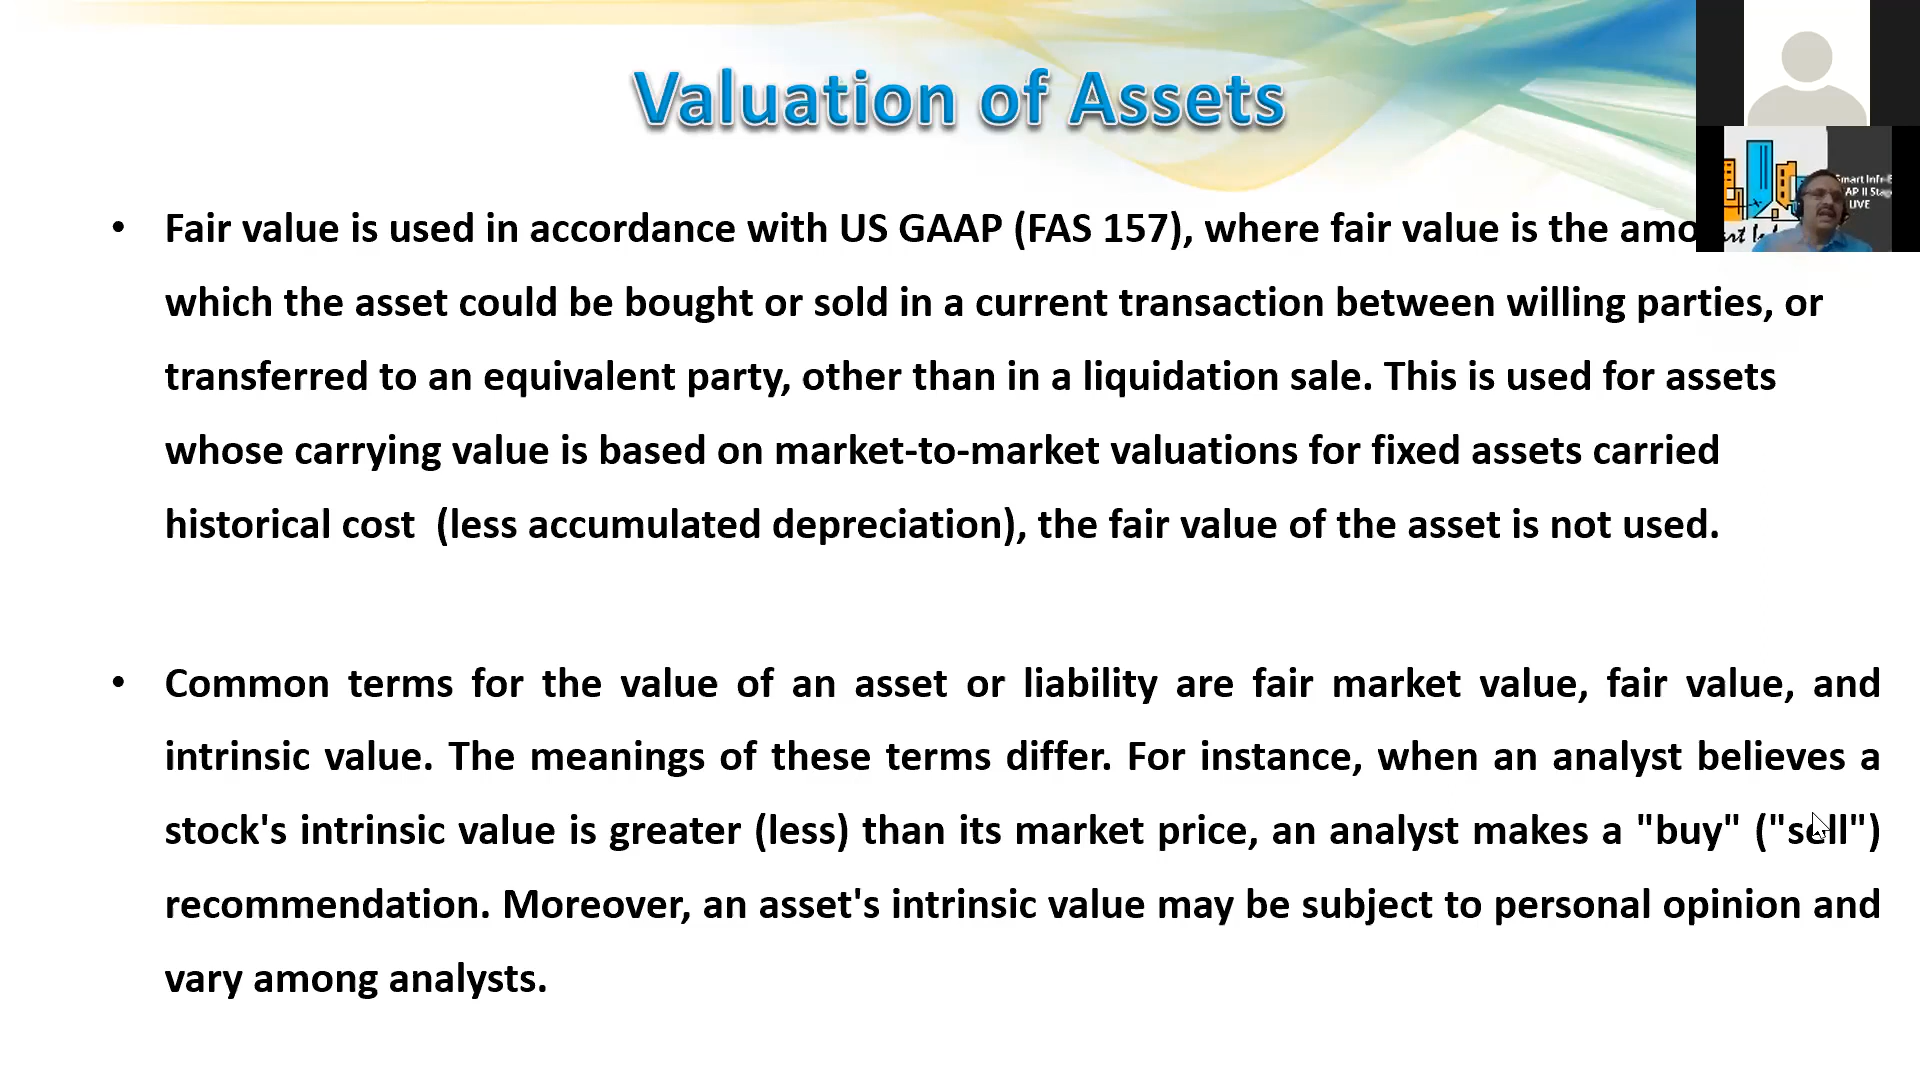 Valuation of Assets
• Fair value is used in accordance with US GAAP (FAS 157), where fair value is the amo
which the asset could be bought or sold in a current transaction between willing parties, or
transferred to an equivalent party, other than in a liquidation sale. This is used for assets
whose carrying value is based on market-to-market valuations for fixed assets carried
historical cost  (less accumulated depreciation), the fair value of the asset is not used.
• Common terms for the value of an asset or liability are fair market value, fair value, and
intrinsic value. The meanings of these terms differ. For instance, when an analyst believes a
stock's intrinsic value is greater (less) than its market price, an analyst makes a "buy" ("sell")
recommendation. Moreover, an asset's intrinsic value may be subject to personal opinion and
vary among analysts.
LIVE